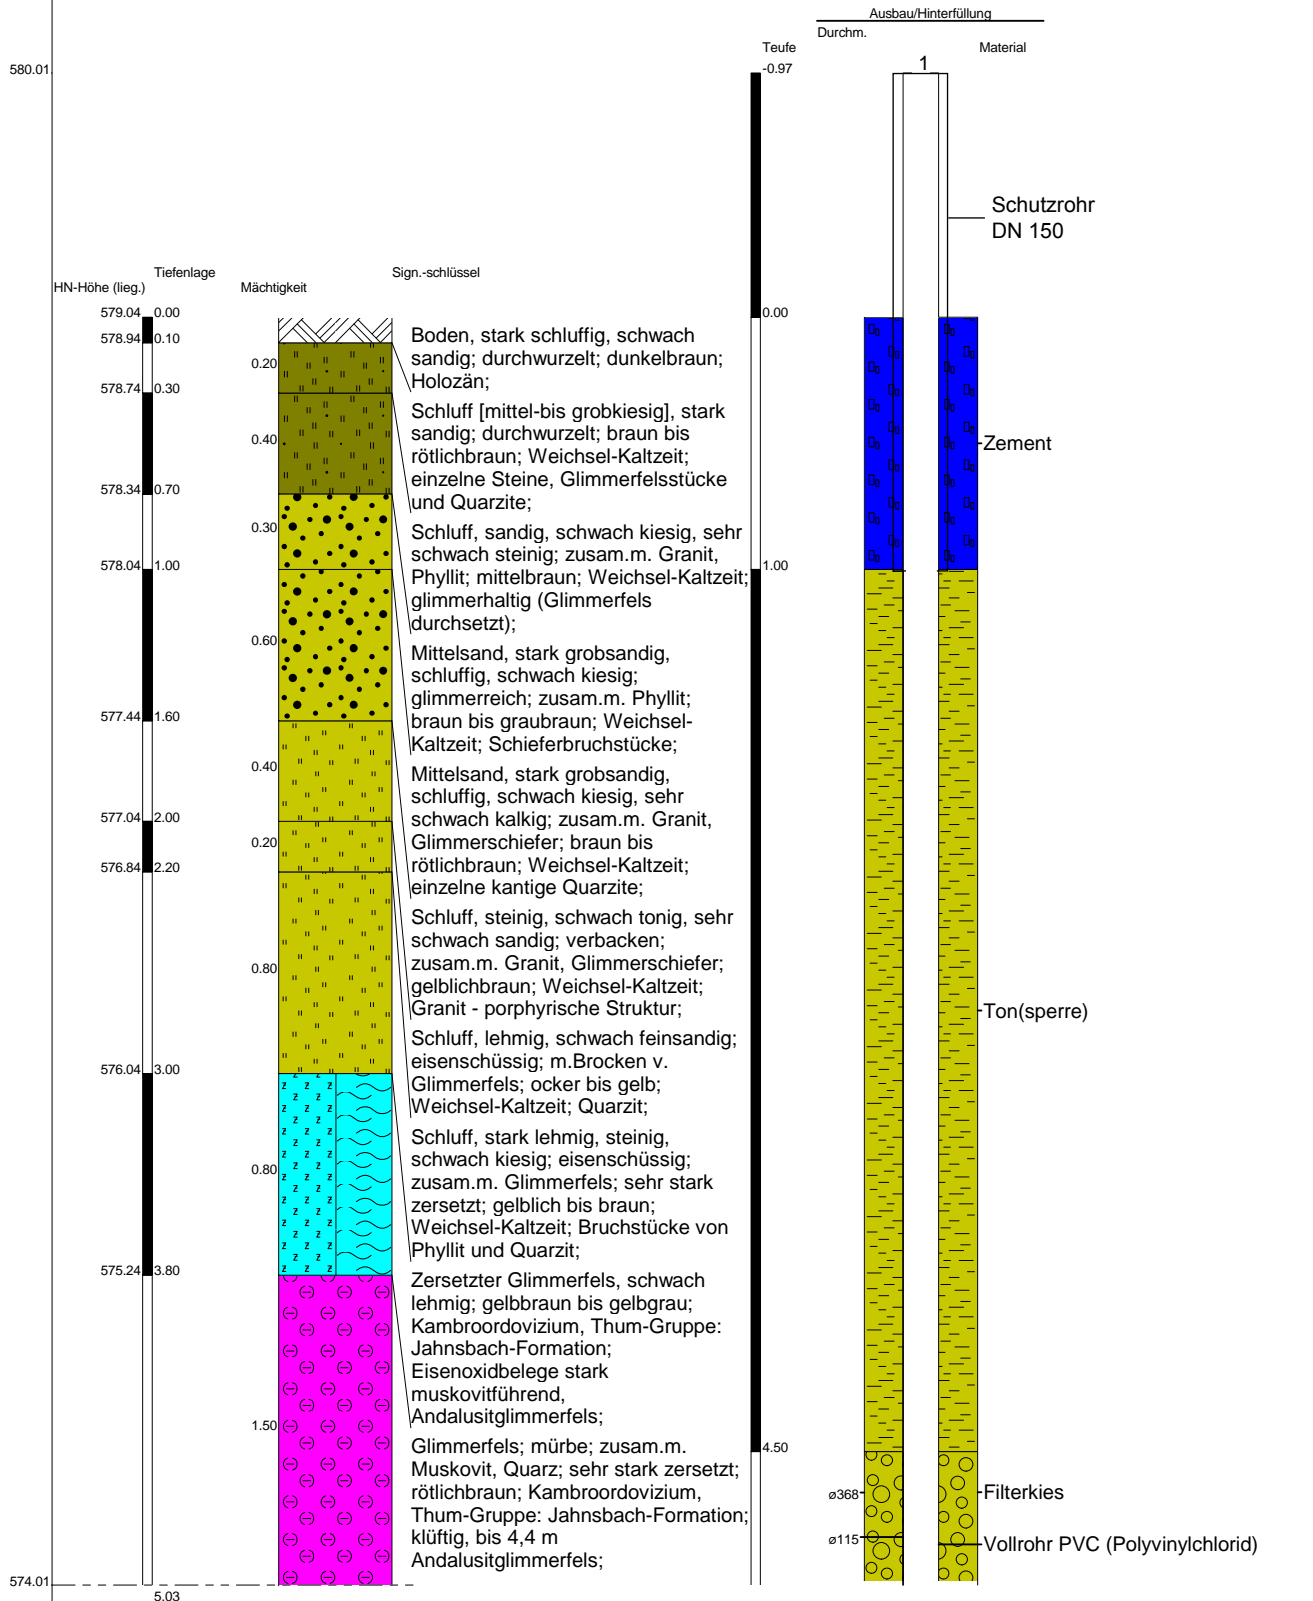 Ausbau/Hinterfüllung
Durchm.
Teufe
Material
580.01
-0.97
1
Schutzrohr
DN 150
Tiefenlage
Sign.-schlüssel
HN-Höhe (lieg.)
Mächtigkeit
579.04
0.00
0.00
578.94
0.10
Boden, stark schluffig, schwach
sandig; durchwurzelt; dunkelbraun;
Holozän;
0.20
578.74
0.30
Schluff [mittel-bis grobkiesig], stark
sandig; durchwurzelt; braun bis
rötlichbraun; Weichsel-Kaltzeit;
einzelne Steine, Glimmerfelsstücke
und Quarzite;
0.40
Zement
578.34
0.70
Schluff, sandig, schwach kiesig, sehr
schwach steinig; zusam.m. Granit,
Phyllit; mittelbraun; Weichsel-Kaltzeit;
glimmerhaltig (Glimmerfels
durchsetzt);
0.30
578.04
1.00
1.00
Mittelsand, stark grobsandig,
schluffig, schwach kiesig;
glimmerreich; zusam.m. Phyllit;
braun bis graubraun; Weichsel-
Kaltzeit; Schieferbruchstücke;
0.60
577.44
1.60
Mittelsand, stark grobsandig,
schluffig, schwach kiesig, sehr
schwach kalkig; zusam.m. Granit,
Glimmerschiefer; braun bis
rötlichbraun; Weichsel-Kaltzeit;
einzelne kantige Quarzite;
0.40
577.04
2.00
0.20
576.84
2.20
Schluff, steinig, schwach tonig, sehr
schwach sandig; verbacken;
zusam.m. Granit, Glimmerschiefer;
gelblichbraun; Weichsel-Kaltzeit;
Granit - porphyrische Struktur;
0.80
Ton(sperre)
Schluff, lehmig, schwach feinsandig;
eisenschüssig; m.Brocken v.
Glimmerfels; ocker bis gelb;
Weichsel-Kaltzeit; Quarzit;
576.04
3.00
Schluff, stark lehmig, steinig,
schwach kiesig; eisenschüssig;
zusam.m. Glimmerfels; sehr stark
zersetzt; gelblich bis braun;
Weichsel-Kaltzeit; Bruchstücke von
Phyllit und Quarzit;
0.80
575.24
3.80
Zersetzter Glimmerfels, schwach
lehmig; gelbbraun bis gelbgrau;
Kambroordovizium, Thum-Gruppe:
Jahnsbach-Formation;
Eisenoxidbelege stark
muskovitführend,
Andalusitglimmerfels;
1.50
4.50
Glimmerfels; mürbe; zusam.m.
Muskovit, Quarz; sehr stark zersetzt;
rötlichbraun; Kambroordovizium,
Thum-Gruppe: Jahnsbach-Formation;
klüftig, bis 4,4 m
Andalusitglimmerfels;
ø368
Filterkies
ø115
Vollrohr PVC (Polyvinylchlorid)
574.01
5.03